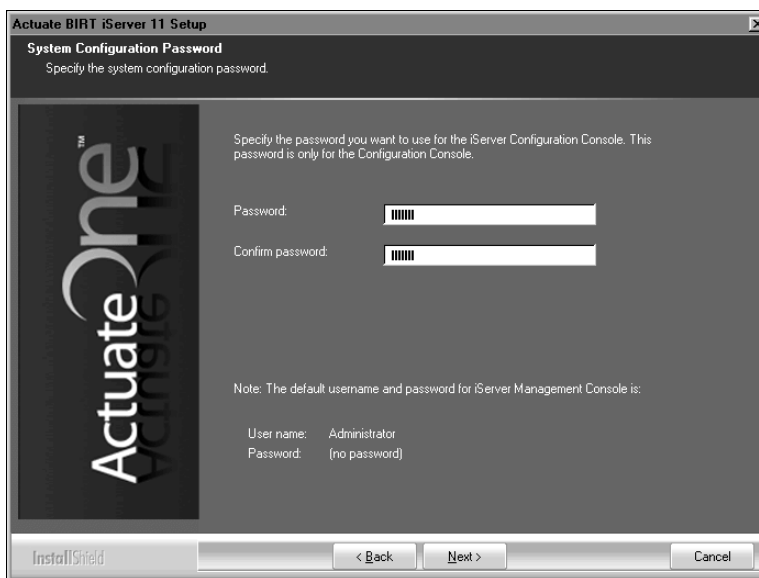 Actuate BIRT iServer 11 Setup
System Configuration Password
Specify the system configuration password.
ActuateOne™
Specify the password you want to use for the iServer Configuration Console. This
password is only for the Configuration Console.
Password:
Confirm password:
Note: The default username and password for iServer Management Console is:
User name: Administrator
Password: (no password)
InstallShield
< Back
Next >
Cancel